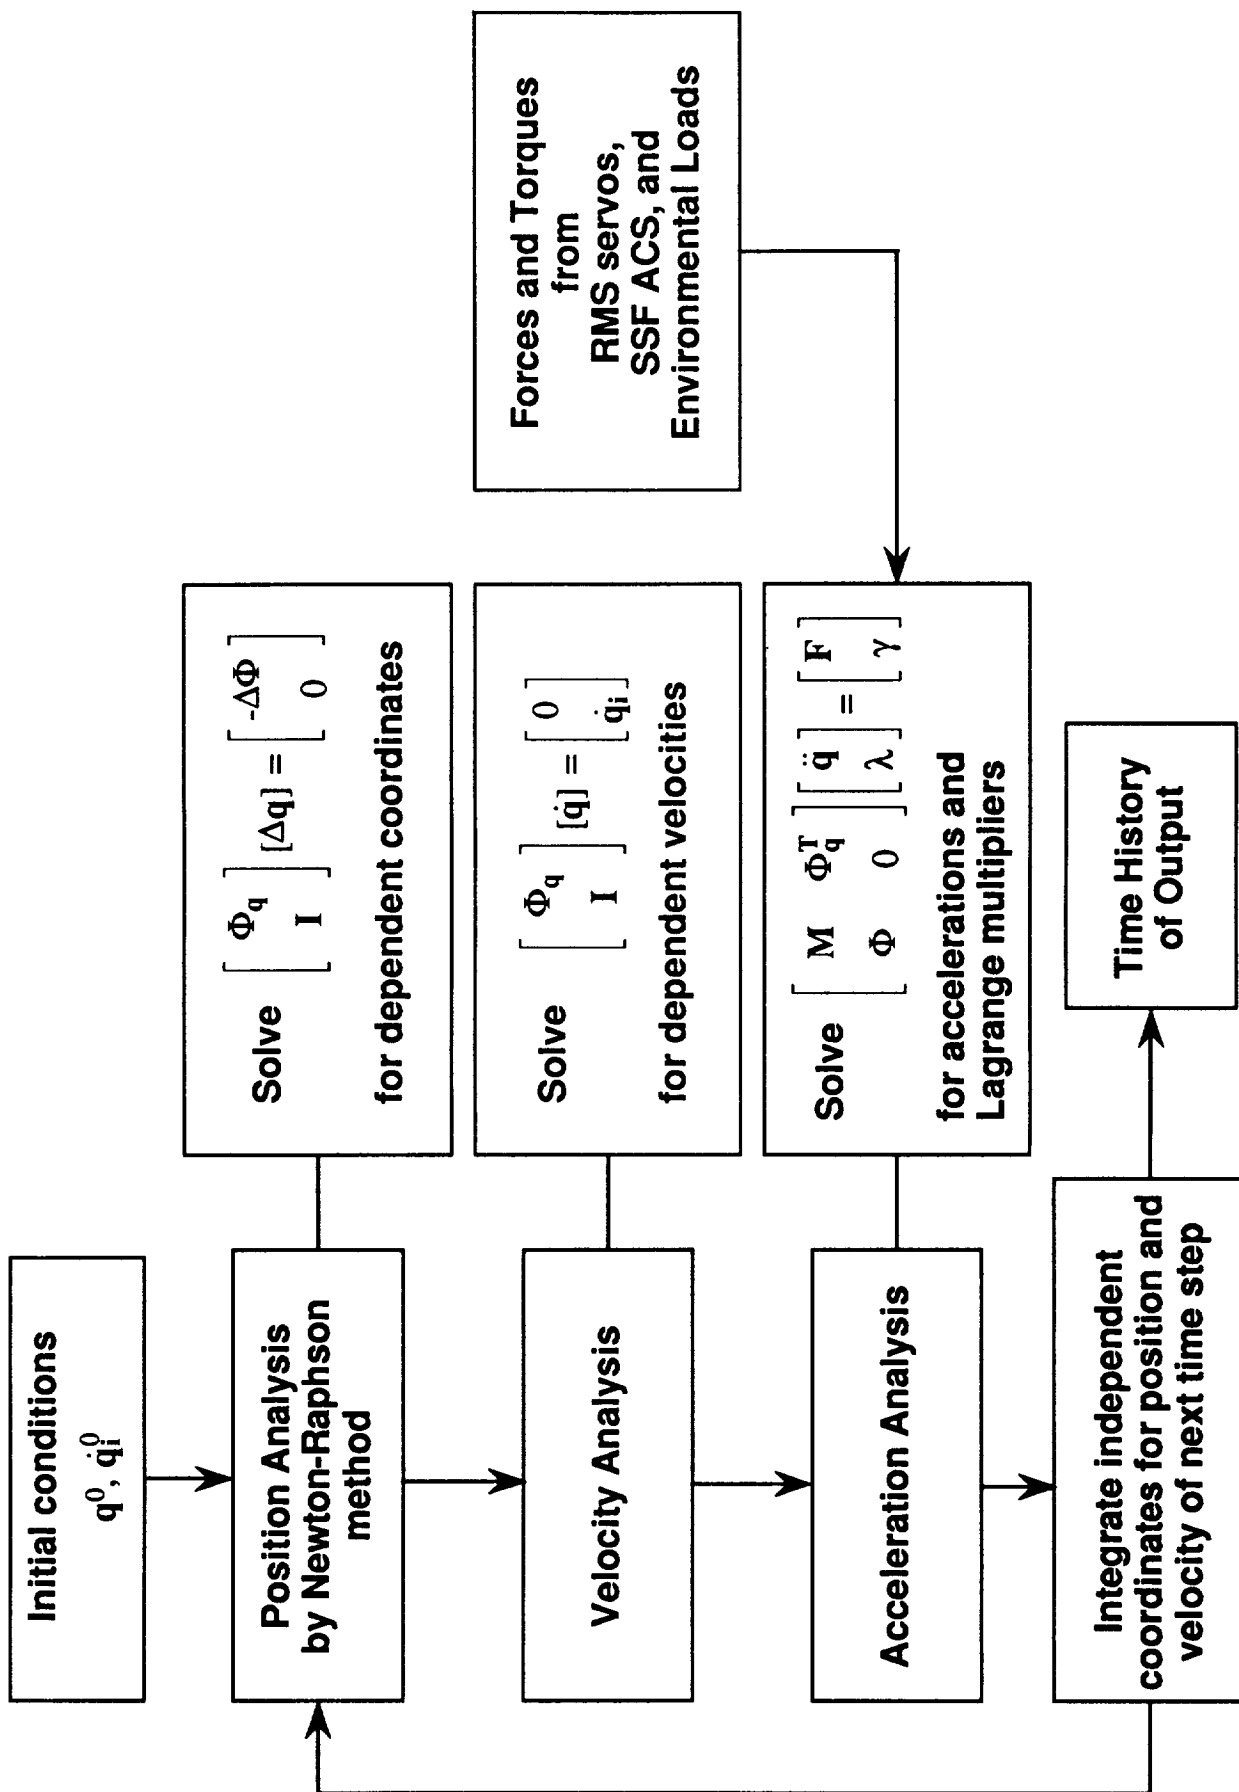 Initial conditions
q⁰, q̇ᵢ⁰
Position Analysis
by Newton-Raphson
method
Solve [ Φq ; I ] [Δq] = [ -ΔΦ ; 0 ]
for dependent coordinates
Velocity Analysis
Solve [ Φq ; I ] [q̇] = [ 0 ; q̇ᵢ ]
for dependent velocities
Forces and Torques
from
RMS servos,
SSF ACS, and
Environmental Loads
Acceleration Analysis
Solve [ M Φqᵀ ; Φ 0 ] [ q̈ ; λ ] = [ F ; γ ]
for accelerations and
Lagrange multipliers
Integrate independent
coordinates for position and
velocity of next time step
Time History
of Output